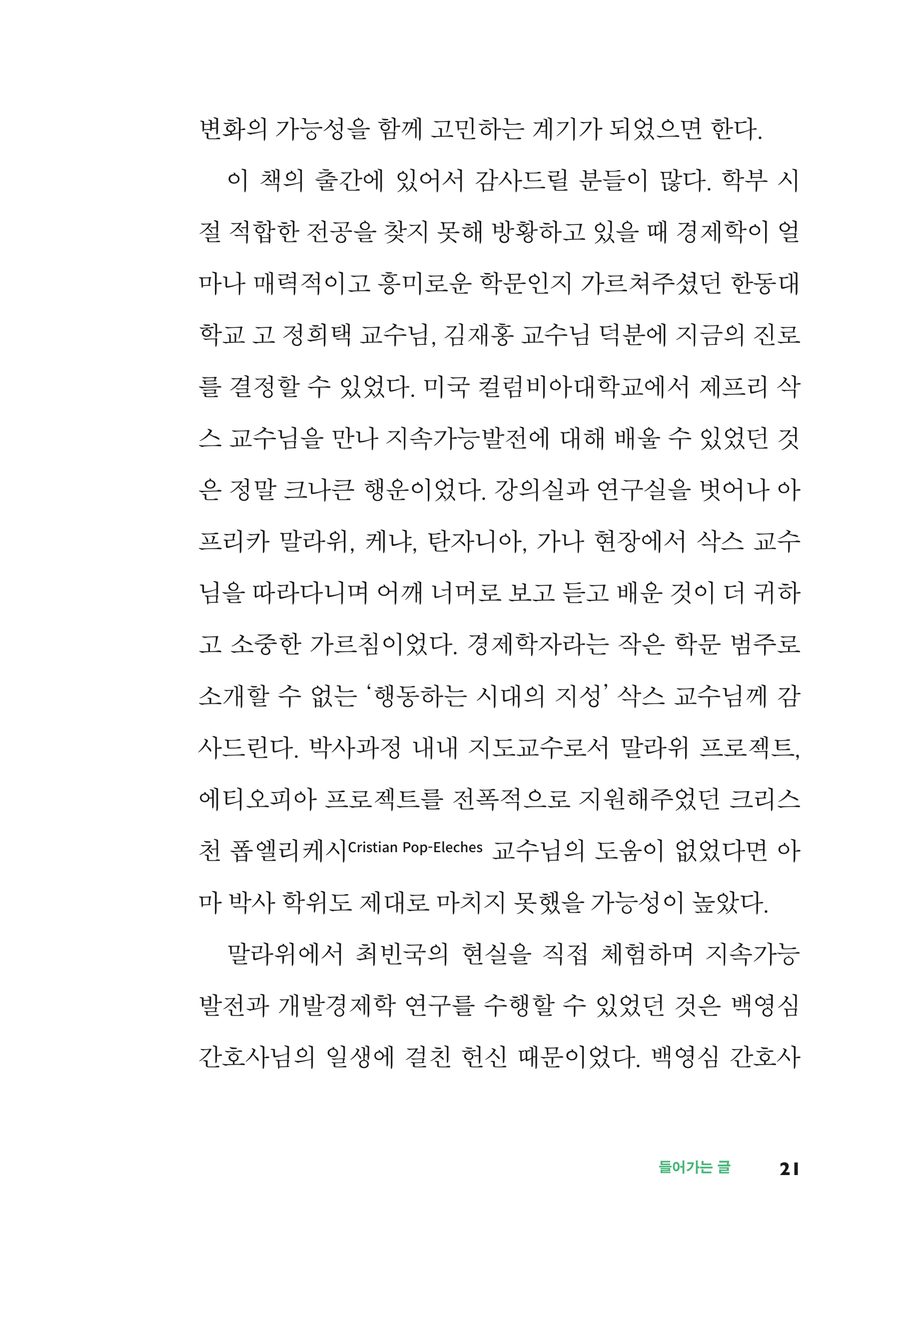 변화의 가능성을 함께 고민하는 계기가 되었으면 한다.
이 책의 출간에 있어서 감사드릴 분들이 많다. 학부 시
절 적합한 전공을 찾지 못해 방황하고 있을 때 경제학이 얼
마나 매력적이고 흥미로운 학문인지 가르쳐주셨던 한동대
학교 고 정희택 교수님, 김재홍 교수님 덕분에 지금의 진로
를 결정할 수 있었다. 미국 컬럼비아대학교에서 제프리 삭
스 교수님을 만나 지속가능발전에 대해 배울 수 있었던 것
은 정말 크나큰 행운이었다. 강의실과 연구실을 벗어나 아
프리카 말라위, 케냐, 탄자니아, 가나 현장에서 삭스 교수
님을 따라다니며 어깨 너머로 보고 듣고 배운 것이 더 귀하
고 소중한 가르침이었다. 경제학자라는 작은 학문 범주로
소개할 수 없는 ‘행동하는 시대의 지성’ 삭스 교수님께 감
사드린다. 박사과정 내내 지도교수로서 말라위 프로젝트,
에티오피아 프로젝트를 전폭적으로 지원해주었던 크리스
천 폽엘리케시Cristian Pop-Eleches 교수님의 도움이 없었다면 아
마 박사 학위도 제대로 마치지 못했을 가능성이 높았다.
말라위에서 최빈국의 현실을 직접 체험하며 지속가능
발전과 개발경제학 연구를 수행할 수 있었던 것은 백영심
간호사님의 일생에 걸친 헌신 때문이었다. 백영심 간호사
들어가는 글 21